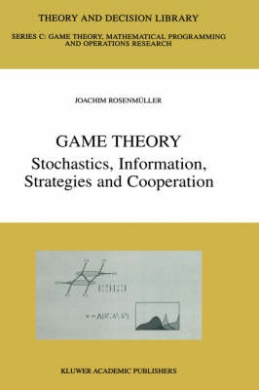 THEORY AND DECISION LIBRARY
SERIES C: GAME THEORY, MATHEMATICAL PROGRAMMING
AND OPERATIONS RESEARCH
JOACHIM ROSENMÜLLER
GAME THEORY
Stochastics, Information,
Strategies and Cooperation
KLUWER ACADEMIC PUBLISHERS